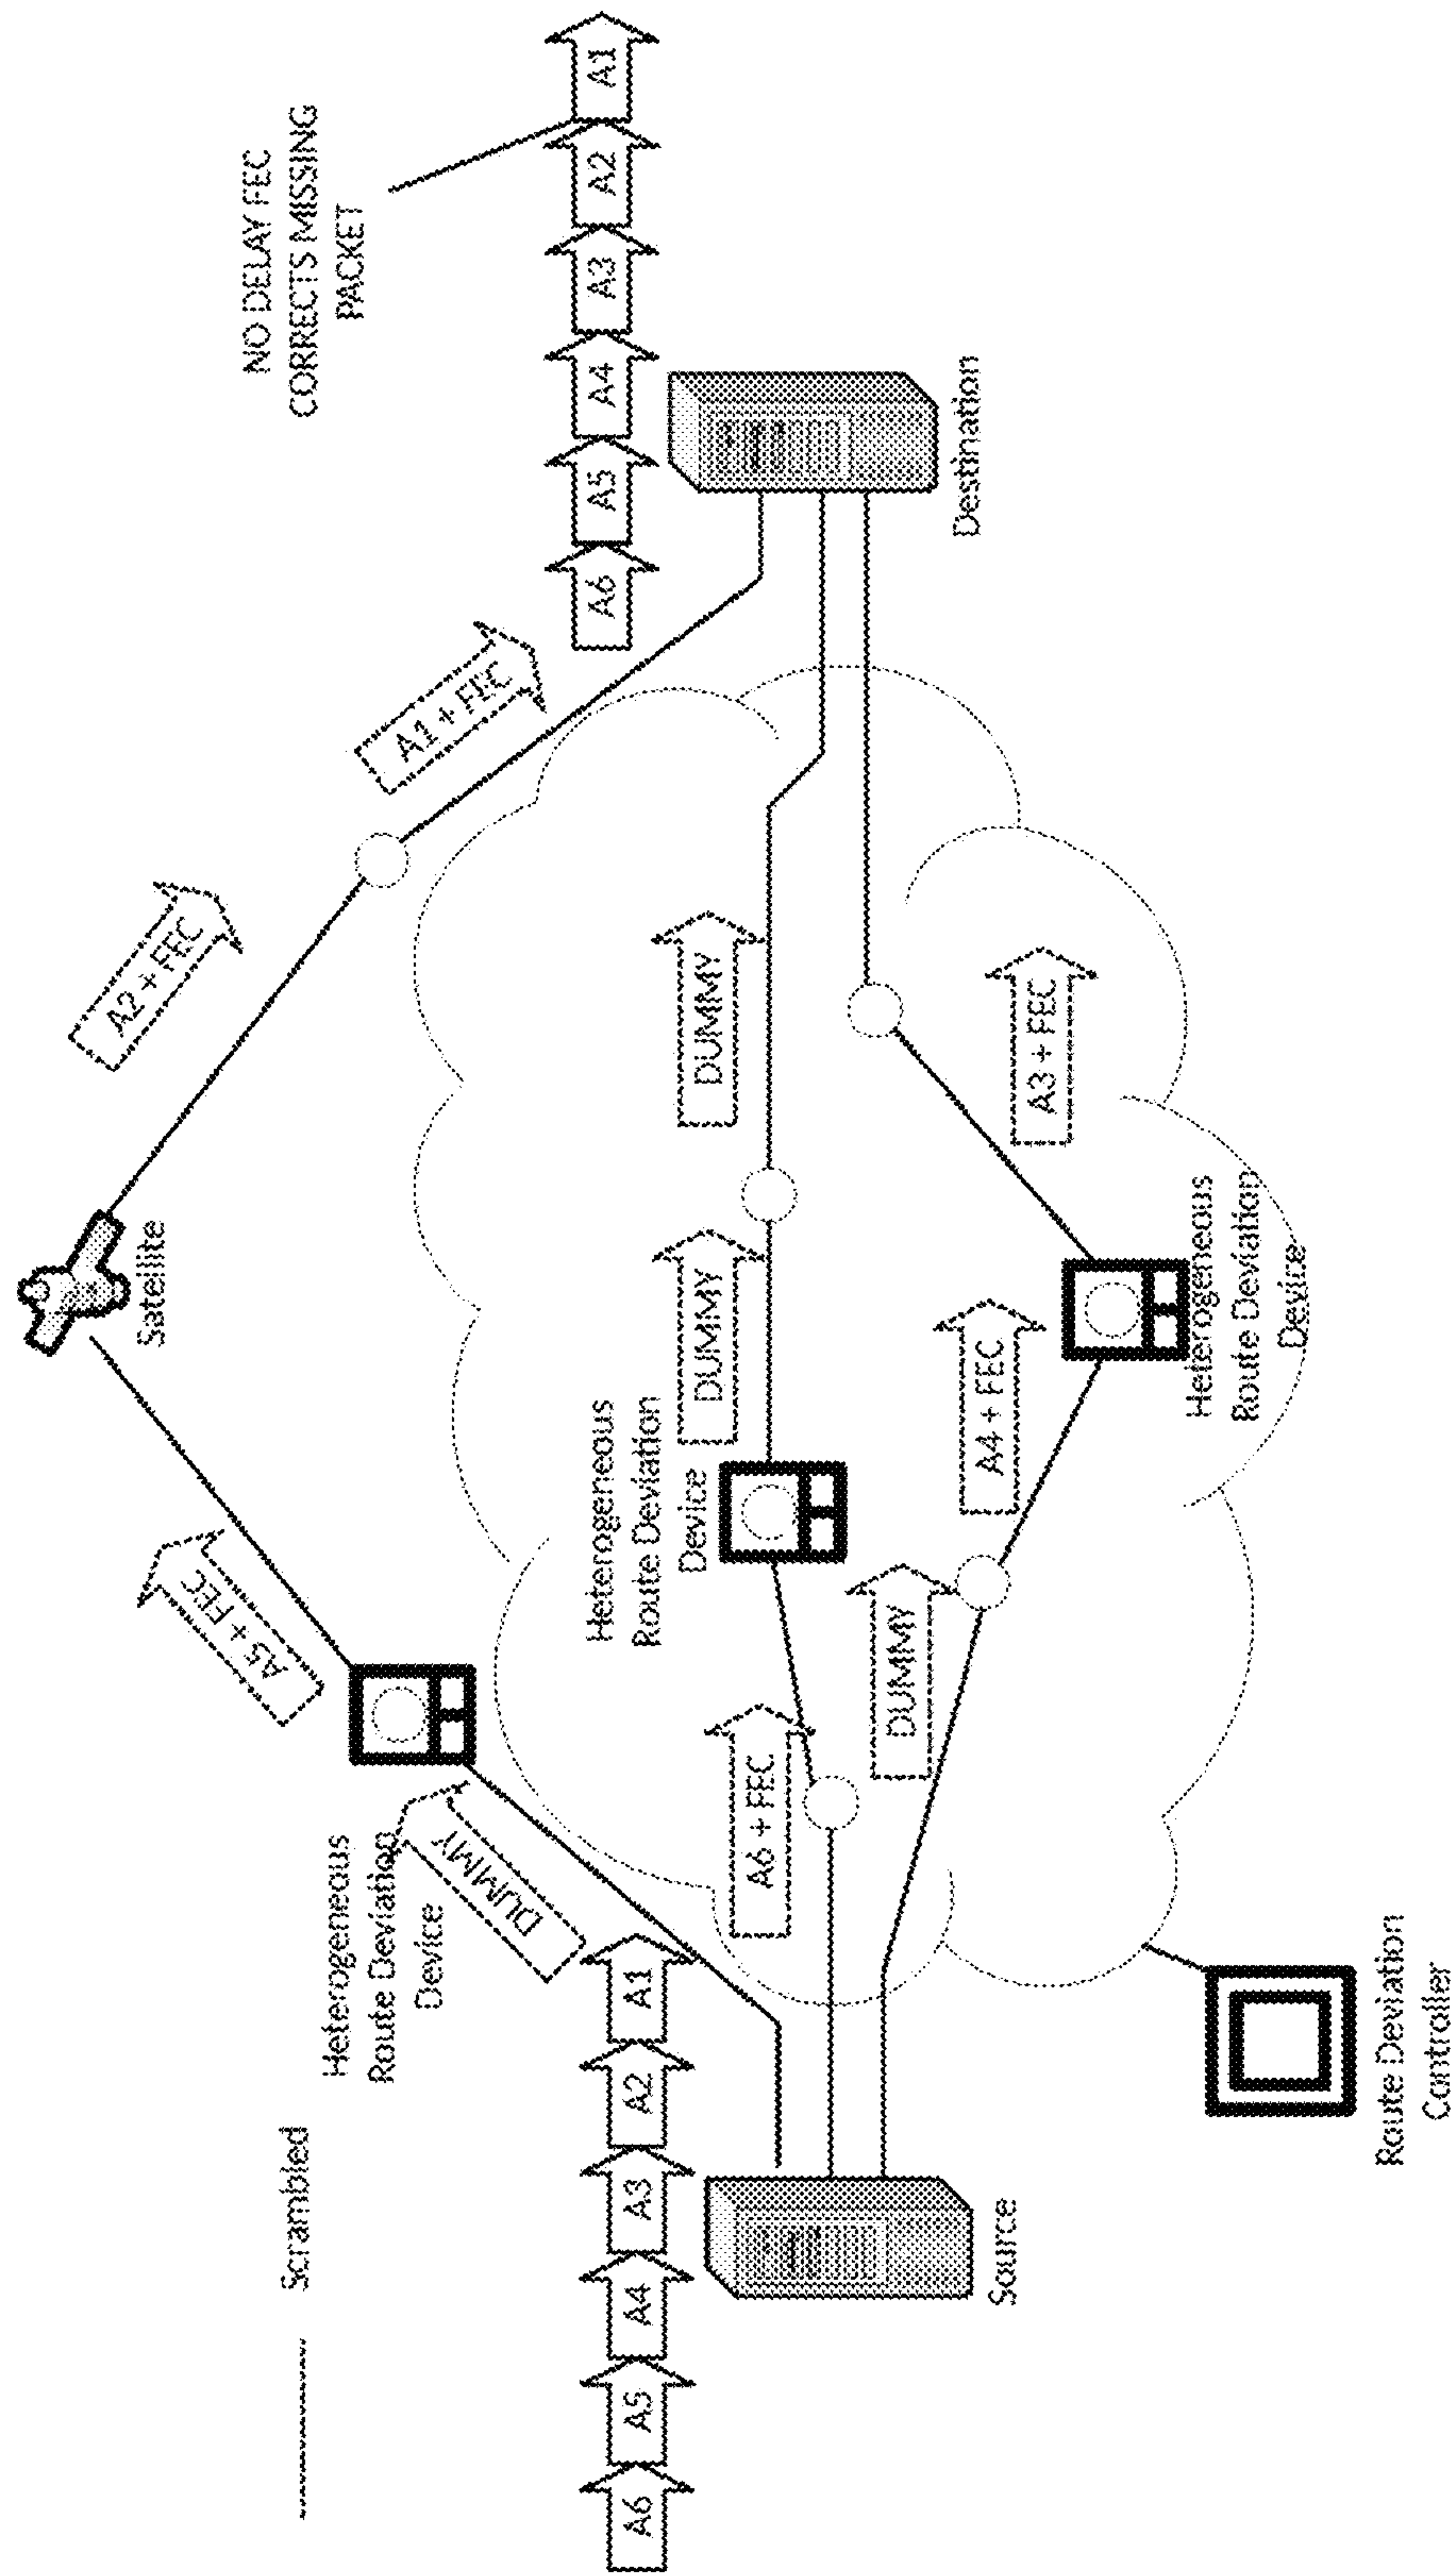 Scrambled
NO DELAY FEC
CORRECTS MISSING
PACKET
Satellite
A5 + FEC
A2 + FEC
A1 + FEC
Heterogeneous
Route Deviation
Device
DUMMY
A6
A5
A4
A3
A2
A1
A6
A5
A4
A3
A2
A1
Heterogeneous
Route Deviation
Device
DUMMY
DUMMY
A6 + FEC
DUMMY
A4 + FEC
A3 + FEC
Source
Destination
Heterogeneous
Route Deviation
Device
Route Deviation
Controller